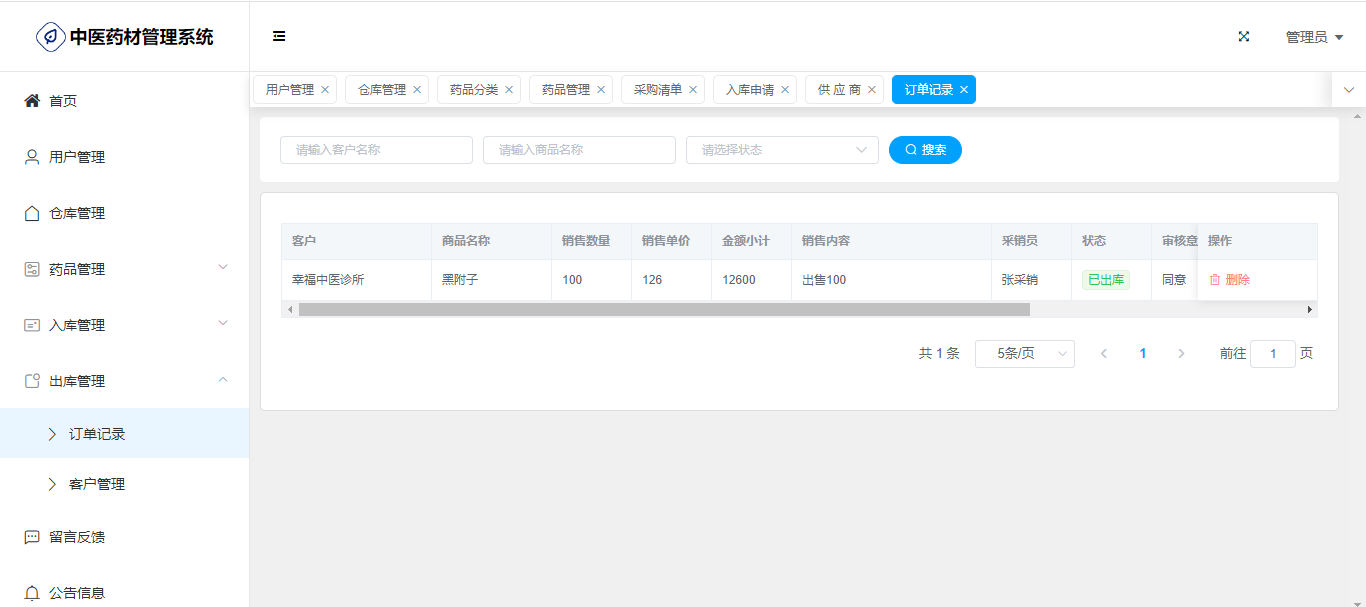 中医药材管理系统
管理员
首页
用户管理
仓库管理
药品管理
入库管理
出库管理
订单记录
客户管理
留言反馈
公告信息
用户管理 仓库管理 药品分类 药品管理 采购清单 入库申请 供 应 商 订单记录
请输入客户名称 请输入商品名称 请选择状态 搜索
客户 商品名称 销售数量 销售单价 金额小计 销售内容 采销员 状态 审核意 操作
幸福中医诊所 黑附子 100 126 12600 出售100 张采销 已出库 同意 删除
共 1 条 5条/页 1 前往 1 页